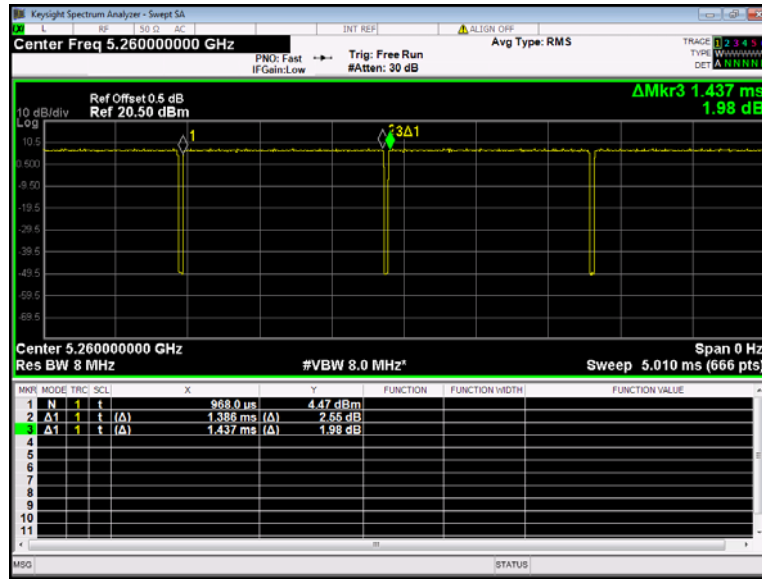 Keysight Spectrum Analyzer - Swept SA
L RF 50 Ω AC INT REF ALIGN OFF
Center Freq 5.260000000 GHz
PNO: Fast
IFGain:Low
Trig: Free Run
#Atten: 30 dB
Avg Type: RMS
TRACE 1 2 3 4 5
TYPE
DET A N N N N
ΔMkr3 1.437 ms
1.98 dB
Ref Offset 0.5 dB
10 dB/div Ref 20.50 dBm
Log
10.5
0.500
-9.50
-19.5
-29.5
-39.5
-49.5
-59.5
-69.5
1
3Δ1
Center 5.260000000 GHz Span 0 Hz
Res BW 8 MHz #VBW 8.0 MHz* Sweep 5.010 ms (666 pts)
MKR MODE TRC SCL X Y FUNCTION FUNCTION WIDTH FUNCTION VALUE
1 N 1 t 968.0 µs 4.47 dBm
2 Δ1 1 t (Δ) 1.386 ms (Δ) 2.55 dB
3 Δ1 1 t (Δ) 1.437 ms (Δ) 1.98 dB
4
5
6
7
8
9
10
11
MSG STATUS